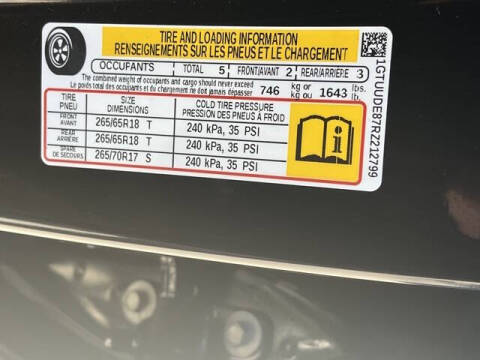 TIRE AND LOADING INFORMATION
RENSEIGNEMENTS SUR LES PNEUS ET LE CHARGEMENT
OCCUPANTS TOTAL 5 FRONT/AVANT 2 REAR/ARRIÈRE 3
The combined weight of occupants and cargo should never exceed
Le poids total des occupants et du chargement ne doit jamais dépasser 746 kg or kg ou 1643 lbs. lb.
TIRE PNEU SIZE DIMENSIONS COLD TIRE PRESSURE PRESSION DES PNEUS À FROID
FRONT AVANT 265/65R18 T 240 kPa, 35 PSI
REAR ARRIÈRE 265/65R18 T 240 kPa, 35 PSI
SPARE DE SECOURS 265/70R17 S 240 kPa, 35 PSI
1GTUUDE87RZ212799